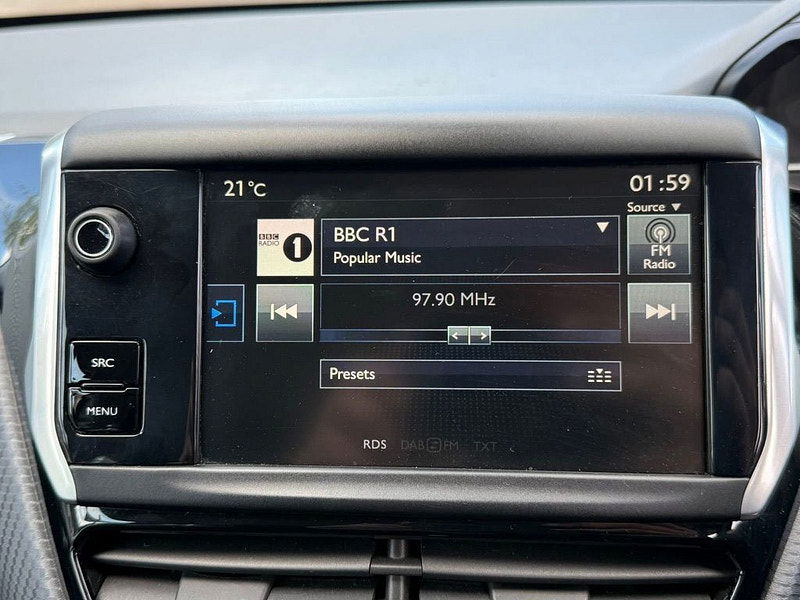 21°C
01:59
Source ▼
BBC
RADIO
1
BBC R1
Popular Music
FM
Radio
97.90 MHz
SRC
MENU
Presets
RDS DAB FM TXT